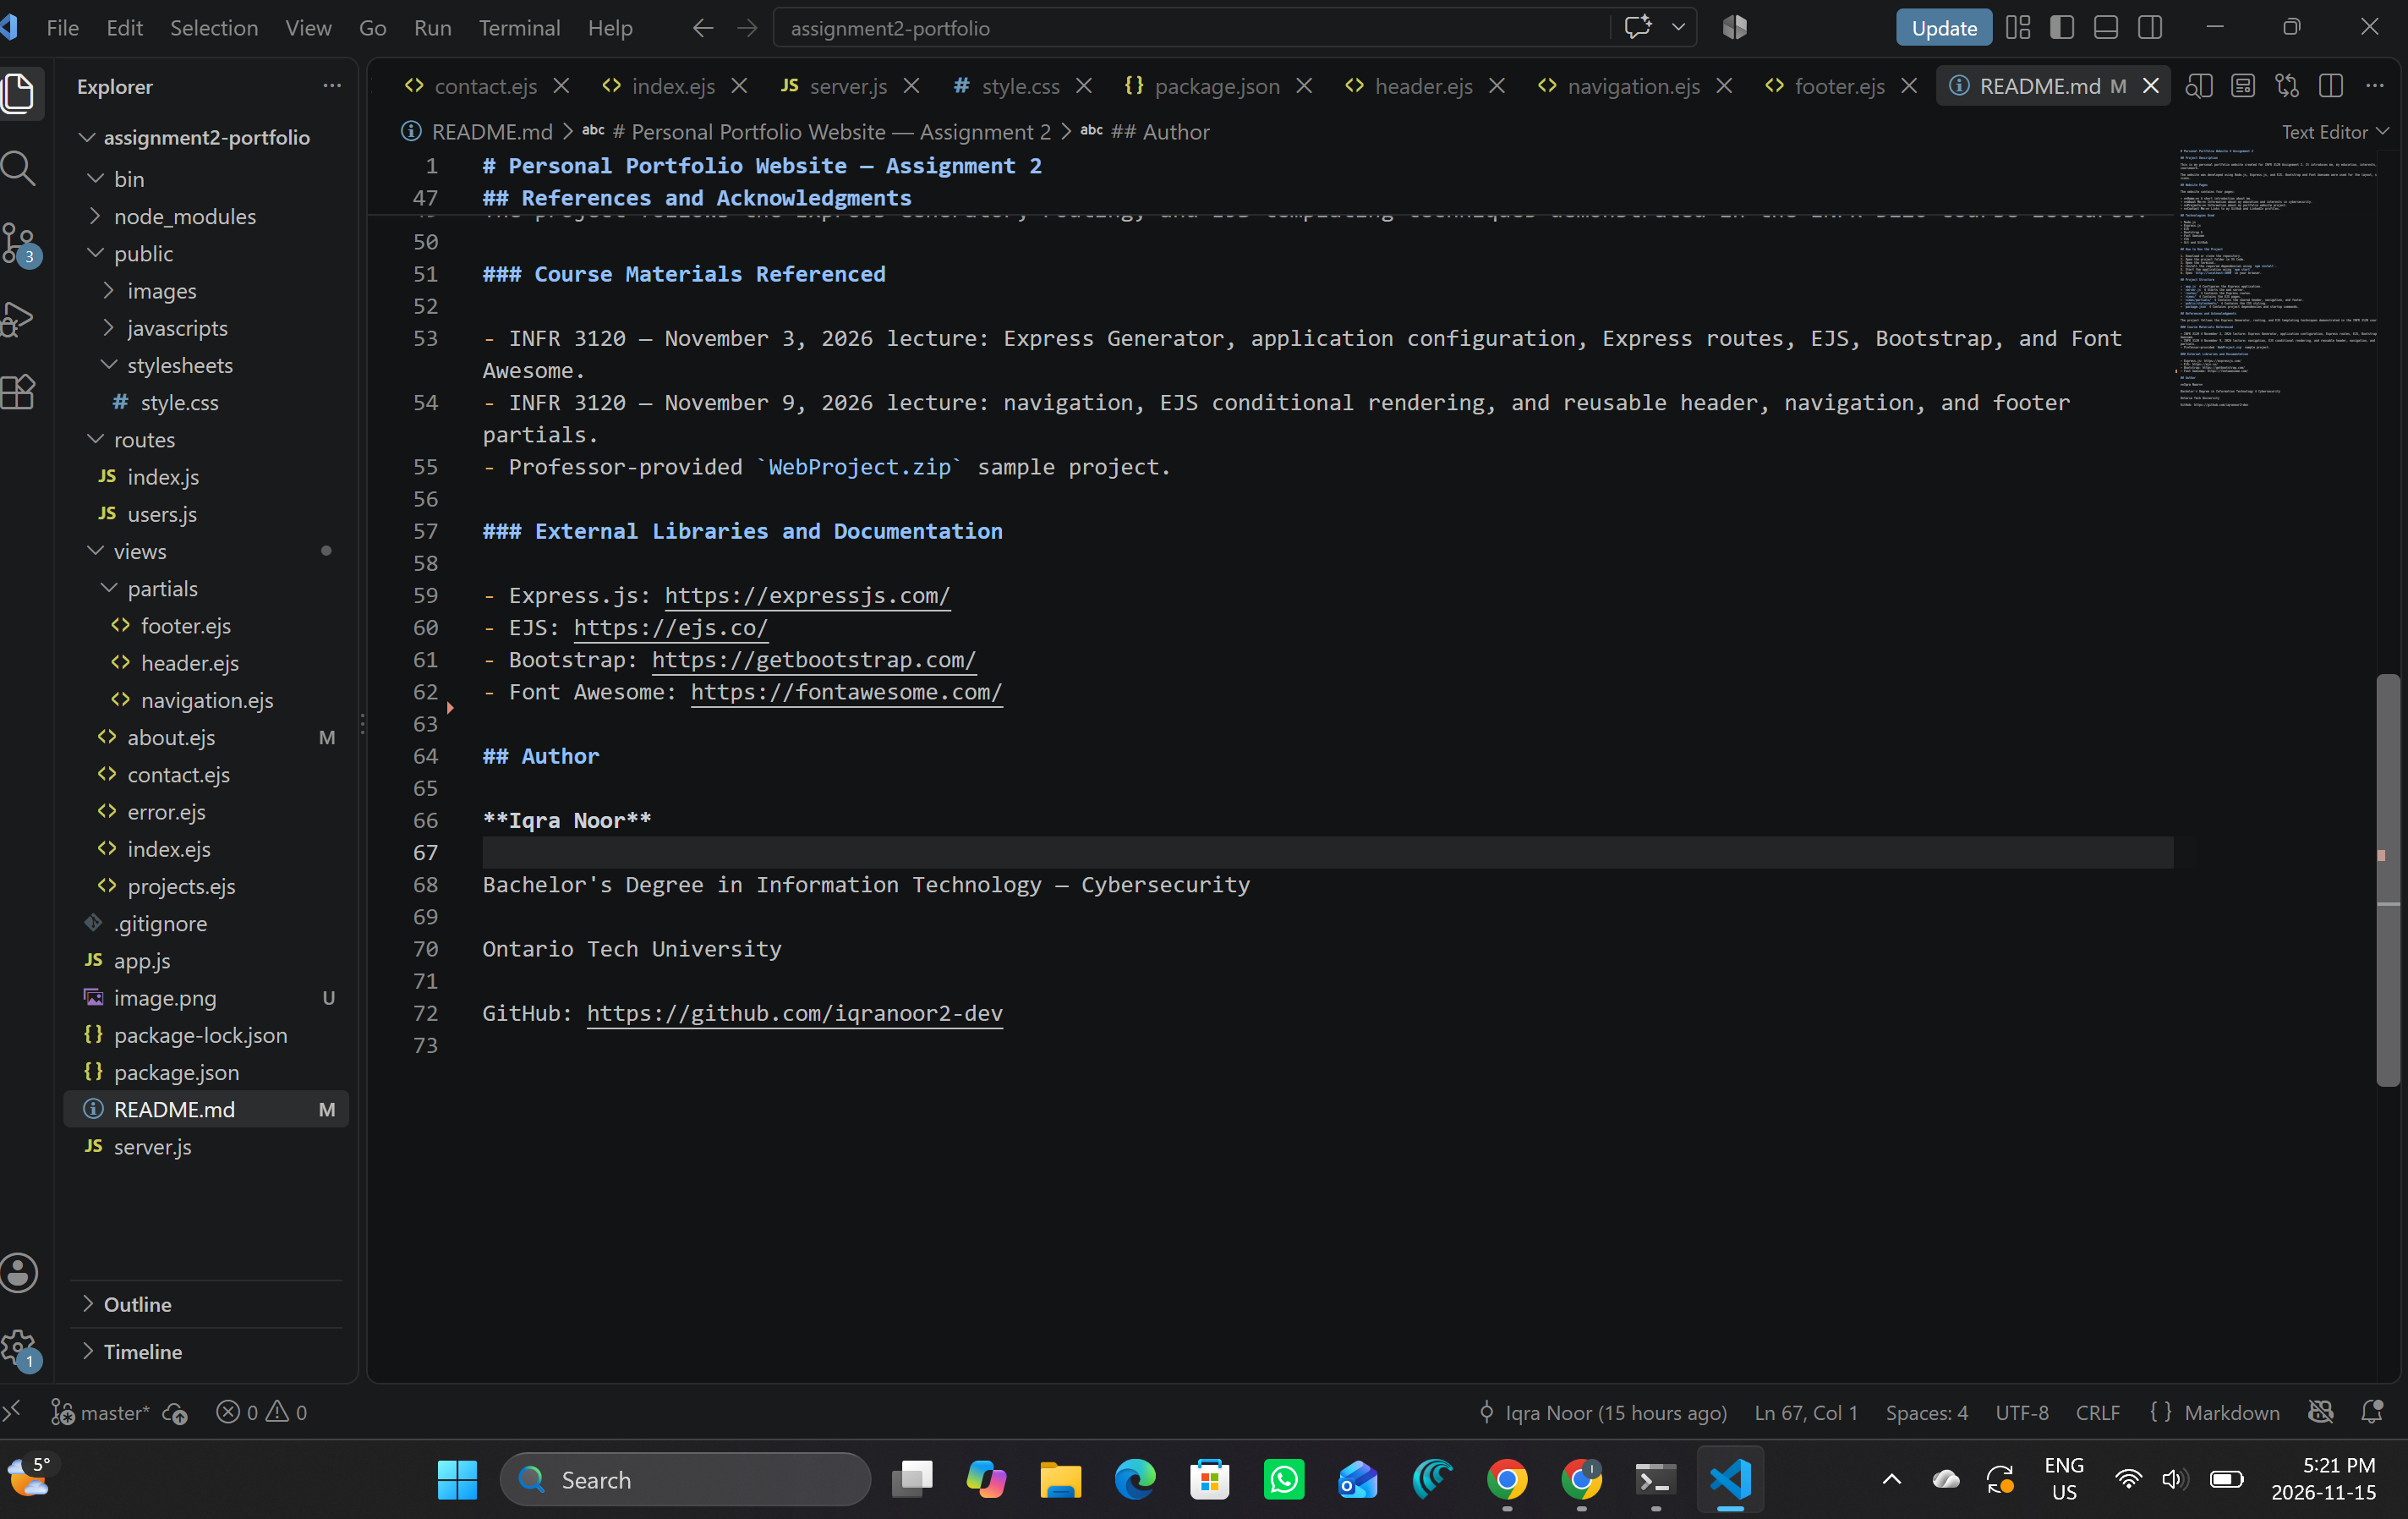 File Edit Selection View Go Run Terminal Help
assignment2-portfolio
Update
Explorer
assignment2-portfolio
bin
node_modules
public
images
javascripts
stylesheets
# style.css
routes
JS index.js
JS users.js
views
partials
<> footer.ejs
<> header.ejs
<> navigation.ejs
<> about.ejs M
<> contact.ejs
<> error.ejs
<> index.ejs
<> projects.ejs
.gitignore
JS app.js
image.png U
{} package-lock.json
{} package.json
README.md M
JS server.js
Outline
Timeline
3
1
<> contact.ejs <> index.ejs JS server.js # style.css {} package.json <> header.ejs <> navigation.ejs <> footer.ejs README.md M
README.md > abc # Personal Portfolio Website — Assignment 2 > abc ## Author
Text Editor
1 # Personal Portfolio Website — Assignment 2
47 ## References and Acknowledgments
50
51 ### Course Materials Referenced
52
53 - INFR 3120 — November 3, 2026 lecture: Express Generator, application configuration, Express routes, EJS, Bootstrap, and Font
Awesome.
54 - INFR 3120 — November 9, 2026 lecture: navigation, EJS conditional rendering, and reusable header, navigation, and footer
partials.
55 - Professor-provided `WebProject.zip` sample project.
56
57 ### External Libraries and Documentation
58
59 - Express.js: https://expressjs.com/
60 - EJS: https://ejs.co/
61 - Bootstrap: https://getbootstrap.com/
62 - Font Awesome: https://fontawesome.com/
63
64 ## Author
65
66 **Iqra Noor**
67
68 Bachelor's Degree in Information Technology — Cybersecurity
69
70 Ontario Tech University
71
72 GitHub: https://github.com/iqranoor2-dev
73
master* 0 0
Iqra Noor (15 hours ago) Ln 67, Col 1 Spaces: 4 UTF-8 CRLF {} Markdown
5°
Search
ENG
US
5:21 PM
2026-11-15